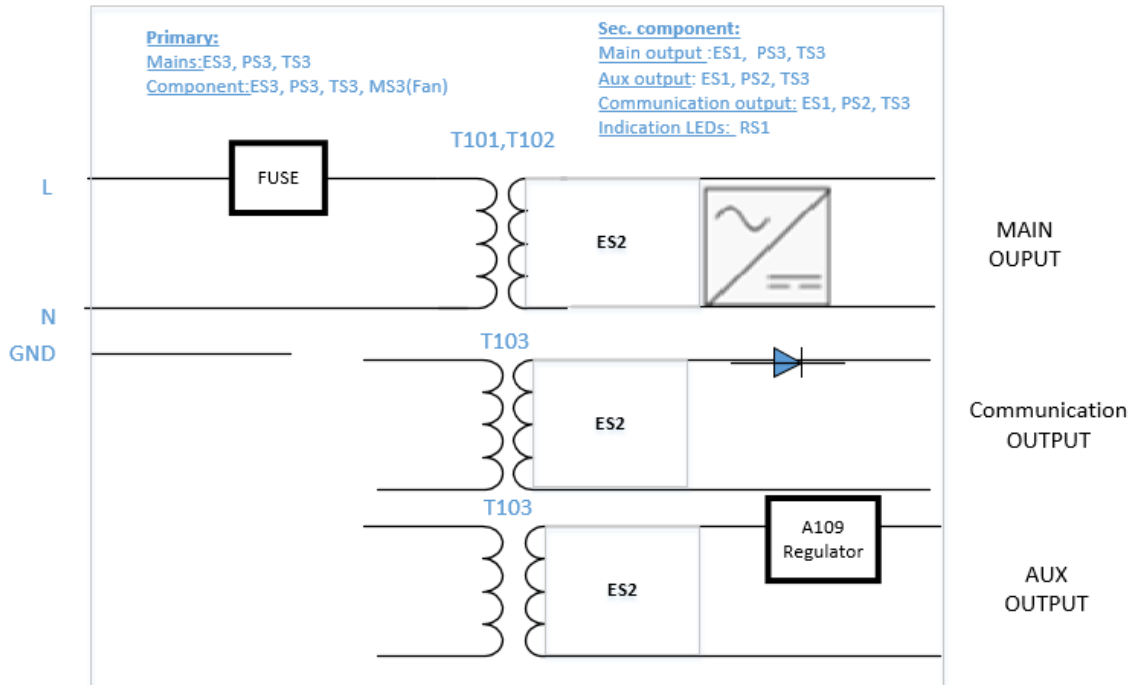 Primary:
Mains:ES3, PS3, TS3
Component:ES3, PS3, TS3, MS3(Fan)
Sec. component:
Main output :ES1, PS3, TS3
Aux output: ES1, PS2, TS3
Communication output: ES1, PS2, TS3
Indication LEDs: RS1
T101,T102
FUSE
L
ES2
MAIN
OUPUT
N
GND
T103
ES2
Communication
OUTPUT
T103
A109
Regulator
ES2
AUX
OUTPUT